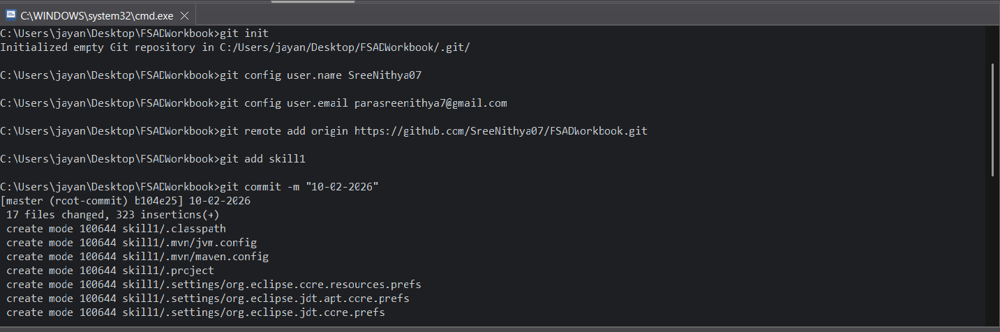 C:\WINDOWS\system32\cmd.exe
C:\Users\jayan\Desktop\FSADWorkbook>git init
Initialized empty Git repository in C:/Users/jayan/Desktop/FSADWorkbook/.git/
C:\Users\jayan\Desktop\FSADWorkbook>git config user.name SreeNithya07
C:\Users\jayan\Desktop\FSADWorkbook>git config user.email parasreenithya7@gmail.com
C:\Users\jayan\Desktop\FSADWorkbook>git remote add origin https://github.com/SreeNithya07/FSADWorkbook.git
C:\Users\jayan\Desktop\FSADWorkbook>git add skill1
C:\Users\jayan\Desktop\FSADWorkbook>git commit -m "10-02-2026"
[master (root-commit) b104e25] 10-02-2026
 17 files changed, 323 insertions(+)
 create mode 100644 skill1/.classpath
 create mode 100644 skill1/.mvn/jvm.config
 create mode 100644 skill1/.mvn/maven.config
 create mode 100644 skill1/.project
 create mode 100644 skill1/.settings/org.eclipse.core.resources.prefs
 create mode 100644 skill1/.settings/org.eclipse.jdt.apt.core.prefs
 create mode 100644 skill1/.settings/org.eclipse.jdt.core.prefs